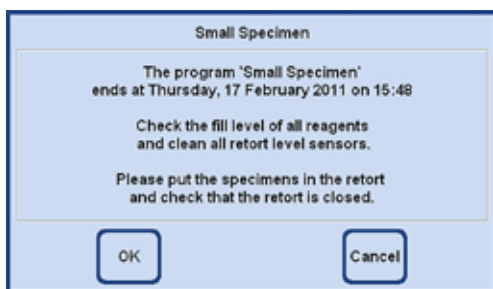 Small Specimen
The program 'Small Specimen'
ends at Thursday, 17 February 2011 on 15:48
Check the fill level of all reagents
and clean all retort level sensors.
Please put the specimens in the retort
and check that the retort is closed.
OK
Cancel